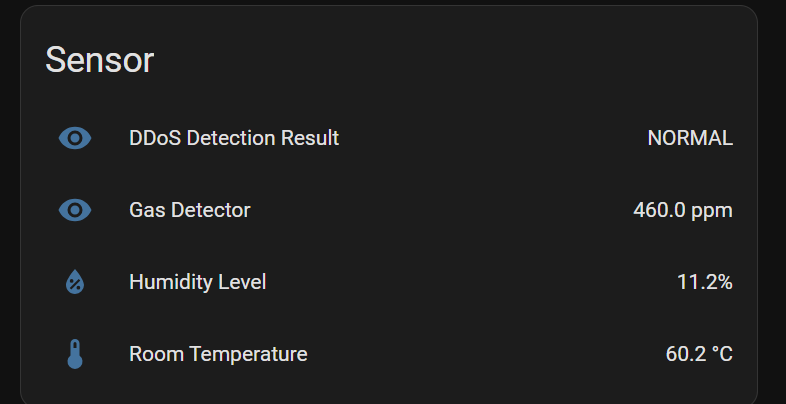 Sensor
DDoS Detection Result NORMAL
Gas Detector 460.0 ppm
Humidity Level 11.2%
Room Temperature 60.2 °C